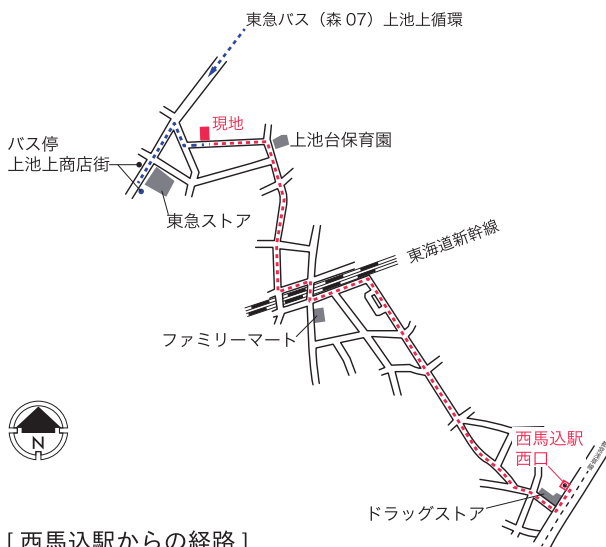 東急バス（森07）上池上循環
現地
バス停
上池上商店街
上池台保育園
東急ストア
東海道新幹線
ファミリーマート
N
西馬込駅
西口
ドラッグストア
[ 西馬込駅からの経路 ]